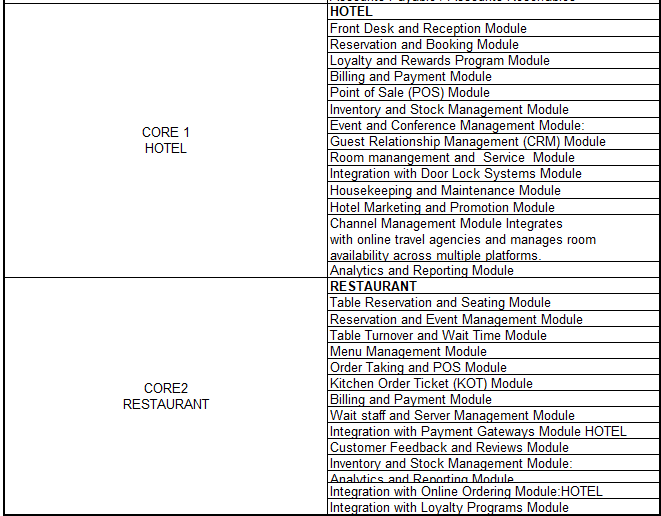 Accounts Payable / Accounts Receivables
HOTEL
CORE 1
HOTEL
Front Desk and Reception Module
Reservation and Booking Module
Loyalty and Rewards Program Module
Billing and Payment Module
Point of Sale (POS) Module
Inventory and Stock Management Module
Event and Conference Management Module:
Guest Relationship Management (CRM) Module
Room manangement and  Service  Module
Integration with Door Lock Systems Module
Housekeeping and Maintenance Module
Hotel Marketing and Promotion Module
Channel Management Module Integrates
with online travel agencies and manages room
availability across multiple platforms.
Analytics and Reporting Module
RESTAURANT
CORE2
RESTAURANT
Table Reservation and Seating Module
Reservation and Event Management Module
Table Turnover and Wait Time Module
Menu Management Module
Order Taking and POS Module
Kitchen Order Ticket (KOT) Module
Billing and Payment Module
Wait staff and Server Management Module
Integration with Payment Gateways Module HOTEL
Customer Feedback and Reviews Module
Inventory and Stock Management Module:
Analytics and Reporting Module
Integration with Online Ordering Module:HOTEL
Integration with Loyalty Programs Module